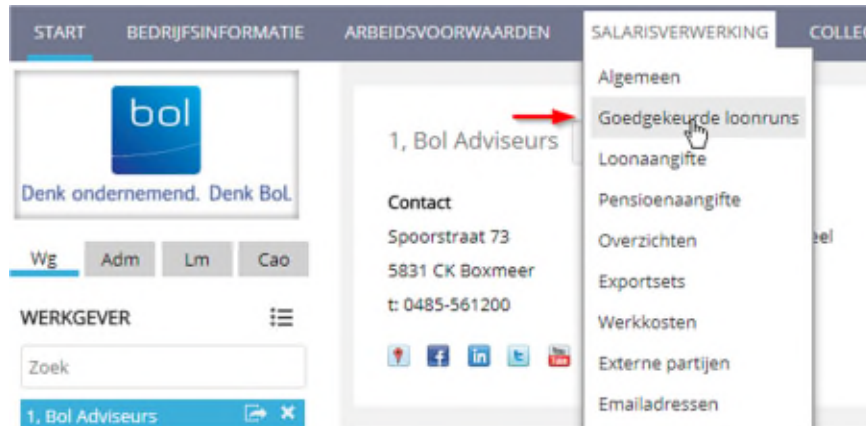 START BEDRIJFSINFORMATIE ARBEIDSVOORWAARDEN SALARISVERWERKING COLLE
bol
Denk ondernemend. Denk Bol.
Wg Adm Lm Cao
WERKGEVER
Zoek
1, Bol Adviseurs
1, Bol Adviseurs
Contact
Spoorstraat 73
5831 CK Boxmeer
t: 0485-561200
Algemeen
Goedgekeurde loonruns
Loonaangifte
Pensioenaangifte
Overzichten
Exportsets
Werkkosten
Externe partijen
Emailadressen
eel